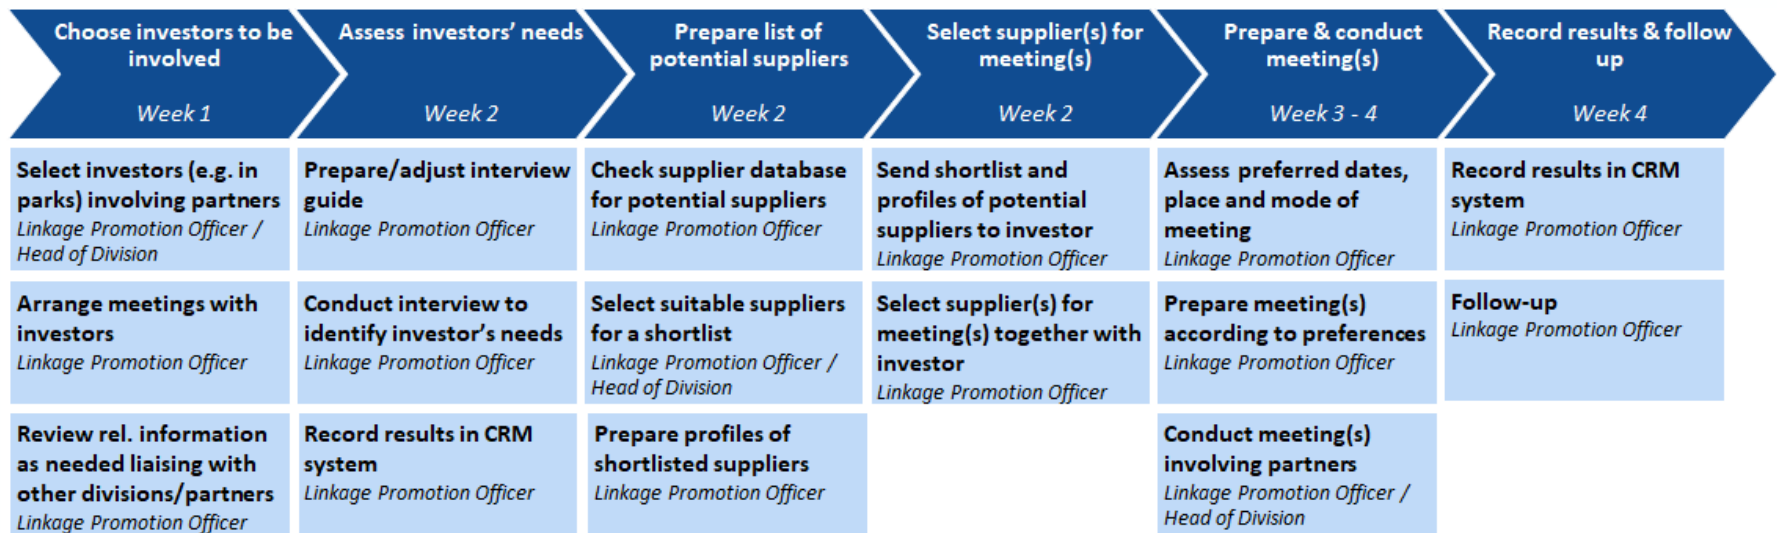 Choose investors to be
involved
Week 1
Assess investors’ needs
Week 2
Prepare list of
potential suppliers
Week 2
Select supplier(s) for
meeting(s)
Week 2
Prepare & conduct
meeting(s)
Week 3 - 4
Record results & follow
up
Week 4
Select investors (e.g. in
parks) involving partners
Linkage Promotion Officer /
Head of Division
Arrange meetings with
investors
Linkage Promotion Officer
Review rel. information
as needed liaising with
other divisions/partners
Linkage Promotion Officer
Prepare/adjust interview
guide
Linkage Promotion Officer
Conduct interview to
identify investor’s needs
Linkage Promotion Officer
Record results in CRM
system
Linkage Promotion Officer
Check supplier database
for potential suppliers
Linkage Promotion Officer
Select suitable suppliers
for a shortlist
Linkage Promotion Officer /
Head of Division
Prepare profiles of
shortlisted suppliers
Linkage Promotion Officer
Send shortlist and
profiles of potential
suppliers to investor
Linkage Promotion Officer
Select supplier(s) for
meeting(s) together with
investor
Linkage Promotion Officer
Assess preferred dates,
place and mode of
meeting
Linkage Promotion Officer
Prepare meeting(s)
according to preferences
Linkage Promotion Officer
Conduct meeting(s)
involving partners
Linkage Promotion Officer /
Head of Division
Record results in CRM
system
Linkage Promotion Officer
Follow-up
Linkage Promotion Officer